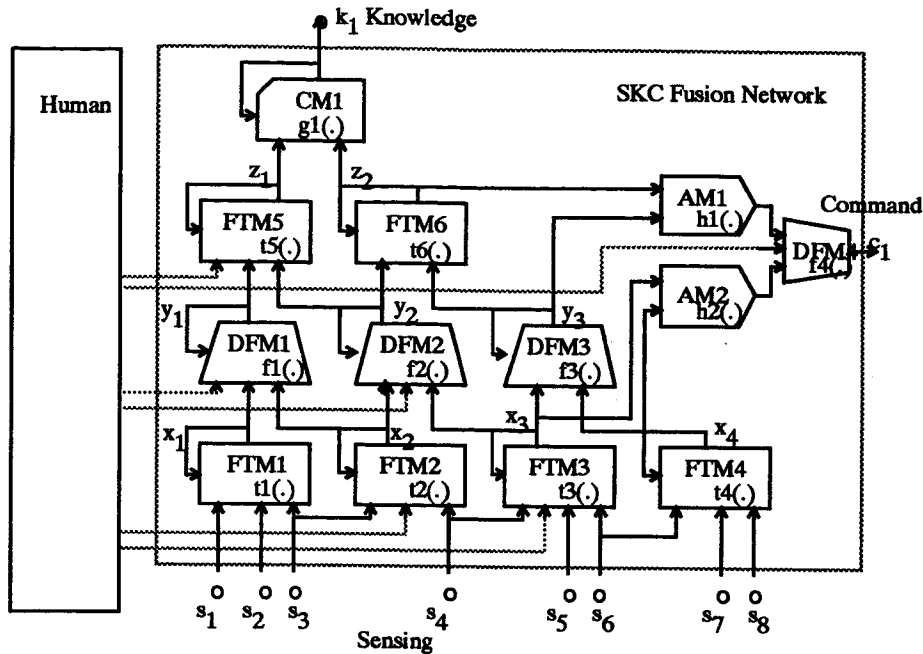 k1 Knowledge
Human
SKC Fusion Network
CM1
g1(.)
z1
z2
FTM5
t5(.)
FTM6
t6(.)
AM1
h1(.)
Command
DFM4
f4(.)
c1
AM2
h2(.)
y1
y2
y3
DFM1
f1(.)
DFM2
f2(.)
DFM3
f3(.)
x1
x2
x3
x4
FTM1
t1(.)
FTM2
t2(.)
FTM3
t3(.)
FTM4
t4(.)
s1
s2
s3
s4
s5
s6
s7
s8
Sensing